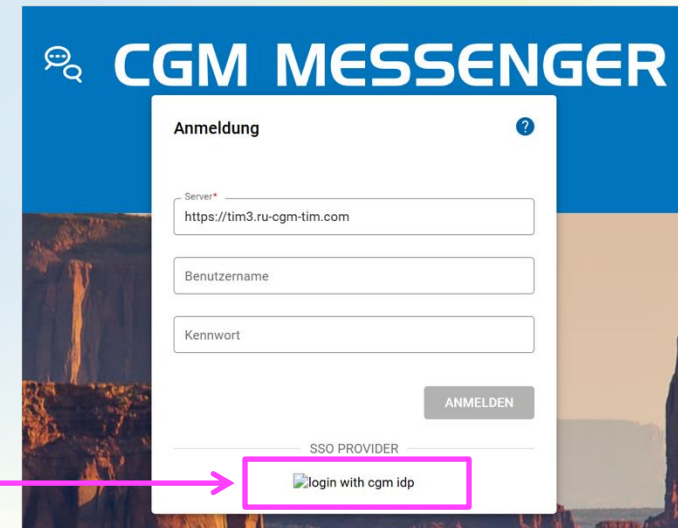 CGM MESSENGER
Anmeldung
?
Server*
https://tim3.ru-cgm-tim.com
Benutzername
Kennwort
ANMELDEN
SSO PROVIDER
login with cgm idp